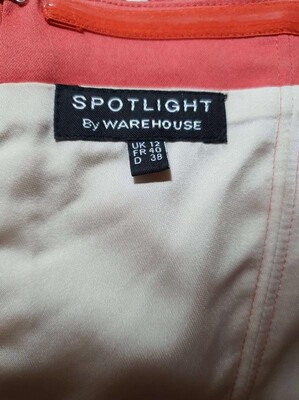 SPOTLIGHT
By WAREHOUSE
UK 12
FR 40
D 38